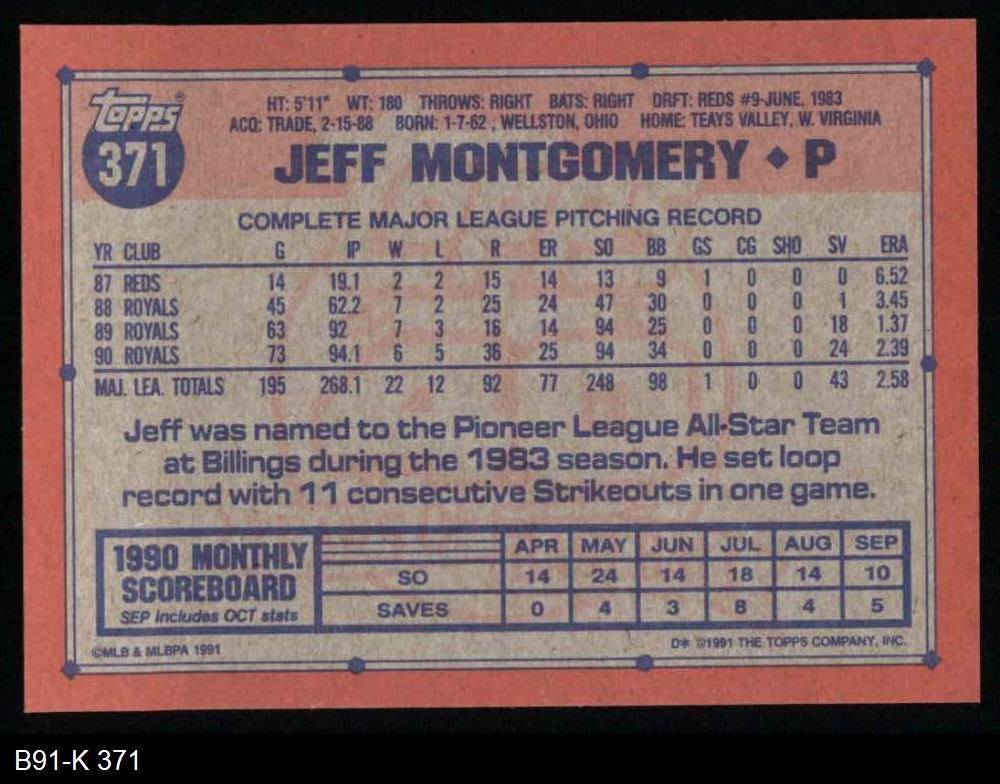 topps®
371
HT: 5'11" WT: 180 THROWS: RIGHT BATS: RIGHT DRFT: REDS #9-JUNE, 1983
ACQ: TRADE, 2-15-88 BORN: 1-7-62 , WELLSTON, OHIO HOME: TEAYS VALLEY, W. VIRGINIA
JEFF MONTGOMERY ◆ P
COMPLETE MAJOR LEAGUE PITCHING RECORD
YR CLUB G IP W L R ER SO BB GS CG SHO SV ERA
87 REDS 14 19.1 2 2 15 14 13 9 1 0 0 0 6.52
88 ROYALS 45 62.2 7 2 25 24 47 30 0 0 0 1 3.45
89 ROYALS 63 92 7 3 16 14 94 25 0 0 0 18 1.37
90 ROYALS 73 94.1 6 5 36 25 94 34 0 0 0 24 2.39
MAJ. LEA. TOTALS 195 268.1 22 12 92 77 248 98 1 0 0 43 2.58
Jeff was named to the Pioneer League All-Star Team
at Billings during the 1983 season. He set loop
record with 11 consecutive Strikeouts in one game.
1990 MONTHLY
SCOREBOARD
SEP Includes OCT stats
APR MAY JUN JUL AUG SEP
SO 14 24 14 18 14 10
SAVES 0 4 3 8 4 5
©MLB & MLBPA 1991
D* ©1991 THE TOPPS COMPANY, INC.
B91-K 371